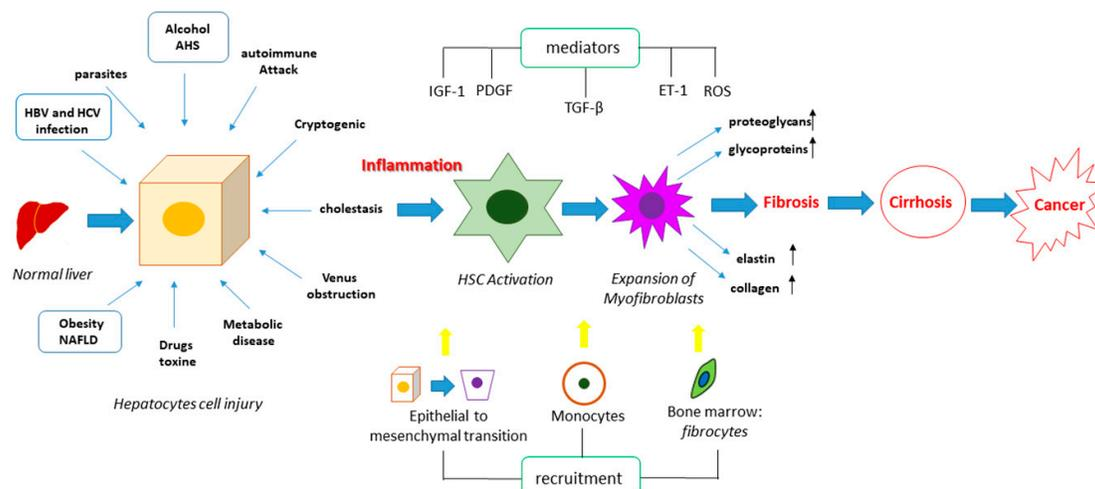 Alcohol
AHS
autoimmune
Attack
parasites
HBV and HCV
infection
Cryptogenic
cholestasis
Venus
obstruction
Metabolic
disease
Drugs
toxine
Obesity
NAFLD
Normal liver
Hepatocytes cell injury
mediators
IGF-1
PDGF
TGF-β
ET-1
ROS
Inflammation
HSC Activation
Expansion of
Myofibroblasts
proteoglycans
glycoproteins
elastin
collagen
Fibrosis
Cirrhosis
Cancer
Epithelial to
mesenchymal transition
Monocytes
Bone marrow:
fibrocytes
recruitment